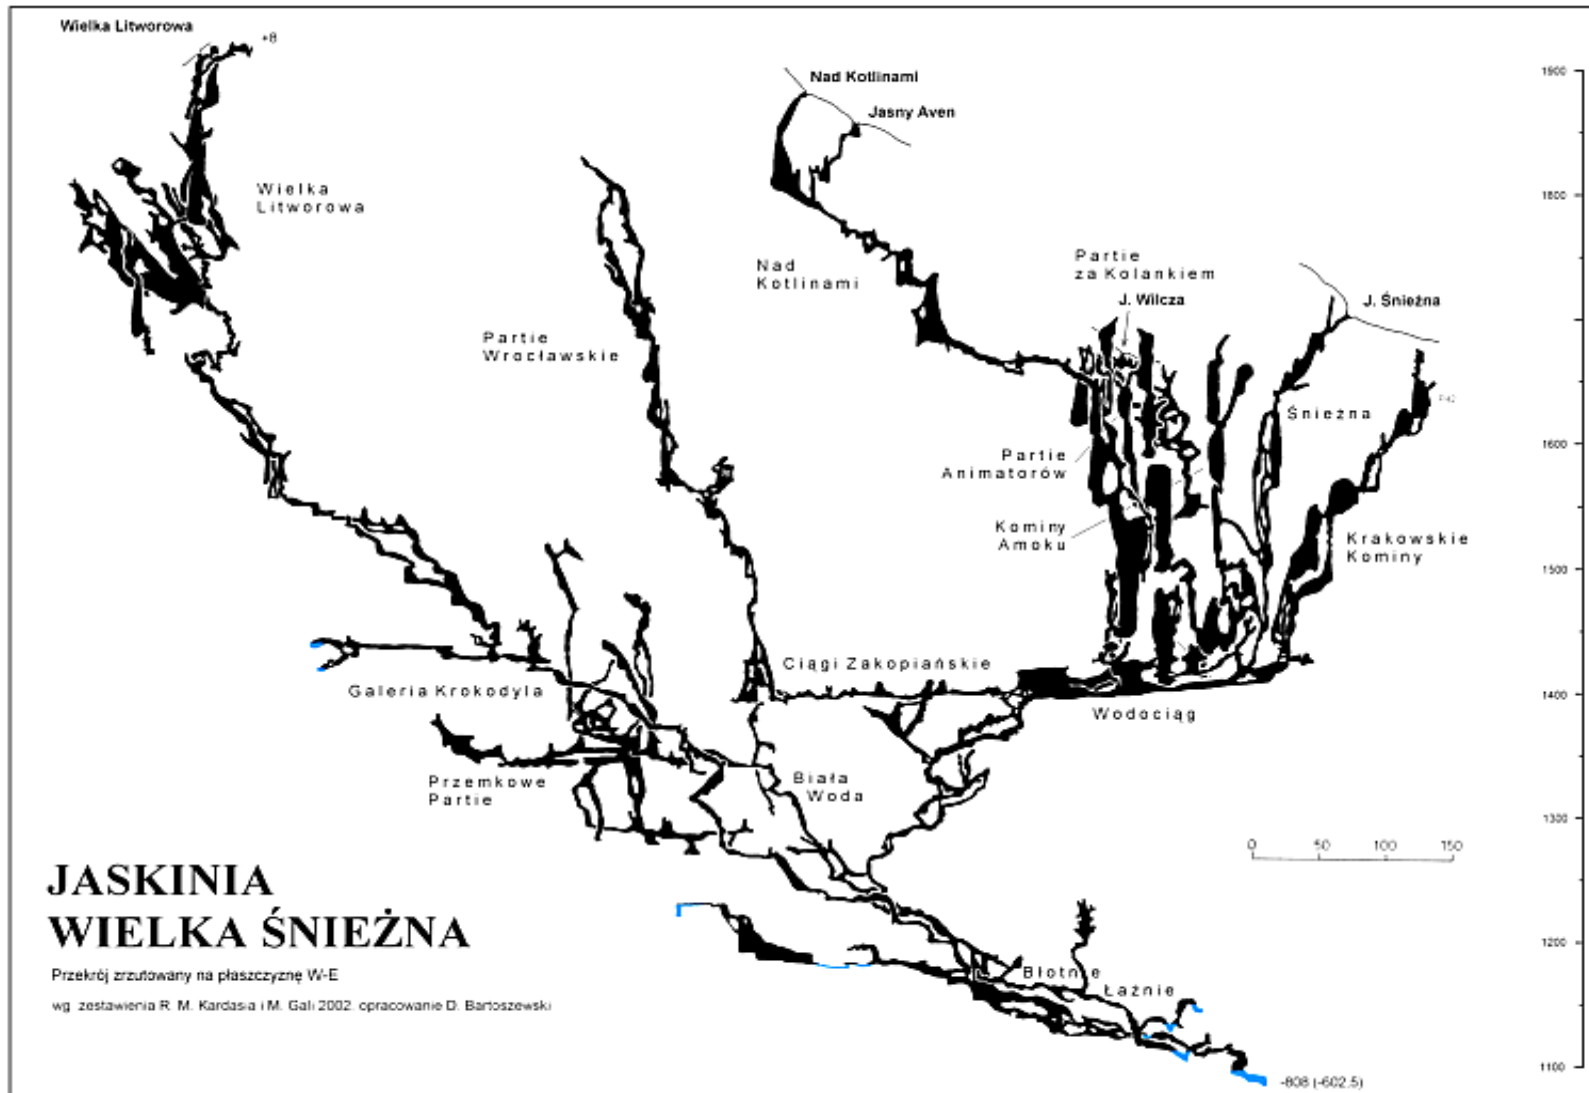 Wielka Litworowa
+8
Nad Kotlinami
Jasny Aven
1900
Wielka
Litworowa
1800
Nad
Kotlinami
Partie
za Kolankiem
J. Wilcza
J. Śnieżna
Partie
Wrocławskie
Śnieżna
Partie
Animatorów
1600
Kominy
Amoku
Krakowskie
Kominy
1500
Ciągi Zakopiańskie
Galeria Krokodyla
1400
Wodociąg
Przemkowe
Partie
Biała
Woda
1300
0 50 100 150
JASKINIA
WIELKA ŚNIEŻNA
1200
Przekrój zrzutowany na płaszczyznę W-E
Błotne
Łaźnie
wg. zestawienia R. M. Kardasia i M. Gali 2002. opracowanie D. Bartoszewski
1100
-808 (-602.5)